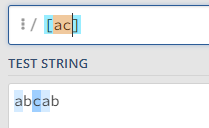 / [ac]
TEST STRING
abcab